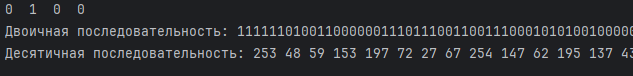 0 1 0 0
Двоичная последовательность: 11111101001100000011101110011001110001010100100000
Десятичная последовательность: 253 48 59 153 197 72 27 67 254 147 62 195 137 43